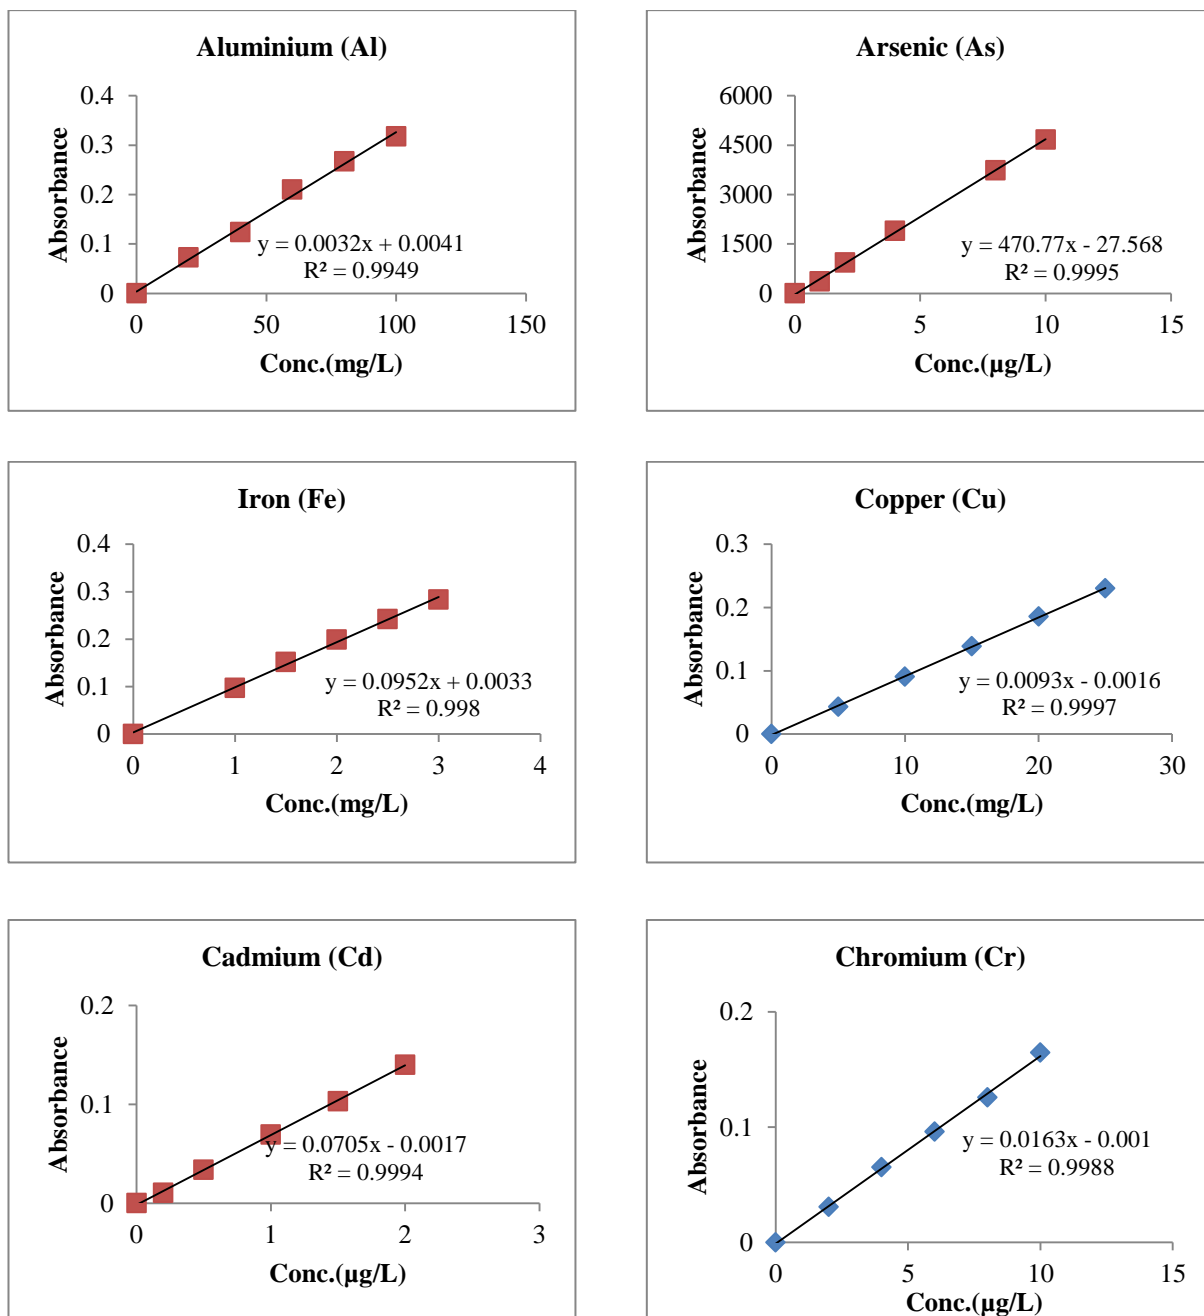 Aluminium (Al)
0.4
0.3
0.2
0.1
0
Absorbance
y = 0.0032x + 0.0041
R² = 0.9949
0 50 100 150
Conc.(mg/L)
Arsenic (As)
6000
4500
3000
1500
0
Absorbance
y = 470.77x - 27.568
R² = 0.9995
0 5 10 15
Conc.(µg/L)
Iron (Fe)
0.4
0.3
0.2
0.1
0
Absorbance
y = 0.0952x + 0.0033
R² = 0.998
0 1 2 3 4
Conc.(mg/L)
Copper (Cu)
0.3
0.2
0.1
0
Absorbance
y = 0.0093x - 0.0016
R² = 0.9997
0 10 20 30
Conc.(mg/L)
Cadmium (Cd)
0.2
0.1
0
Absorbance
y = 0.0705x - 0.0017
R² = 0.9994
0 1 2 3
Conc.(µg/L)
Chromium (Cr)
0.2
0.1
0
Absorbance
y = 0.0163x - 0.001
R² = 0.9988
0 5 10 15
Conc.(µg/L)